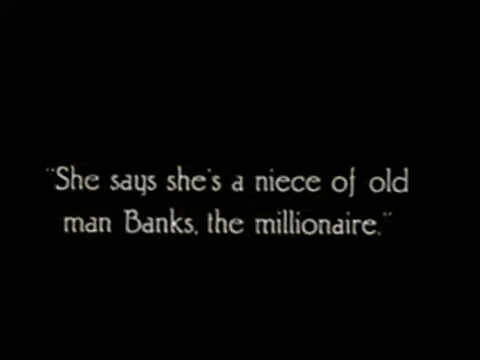 "She says she's a niece of old
man Banks, the millionaire."